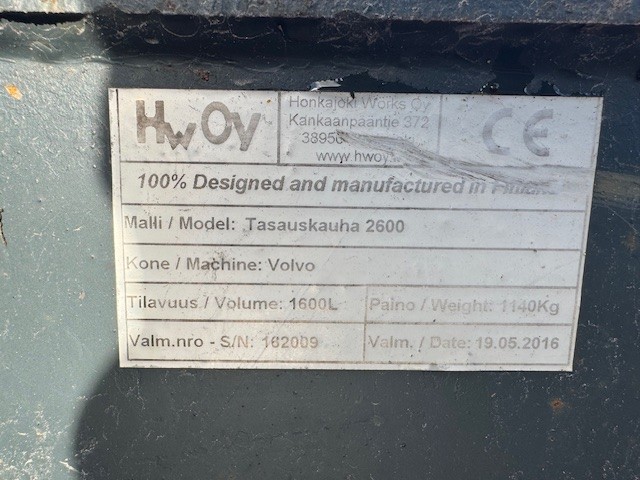 HwOy
Honkajoki Works Oy
Kankaanpääntie 372
www.hwoy
CE
100% Designed and manufactured in
Malli / Model: Tasauskauha 2600
Kone / Machine: Volvo
Tilavuus / Volume: 1600L
Paino / Weight: 1140Kg
Valm.nro - S/N: 162009
Valm. / Date: 19.05.2016